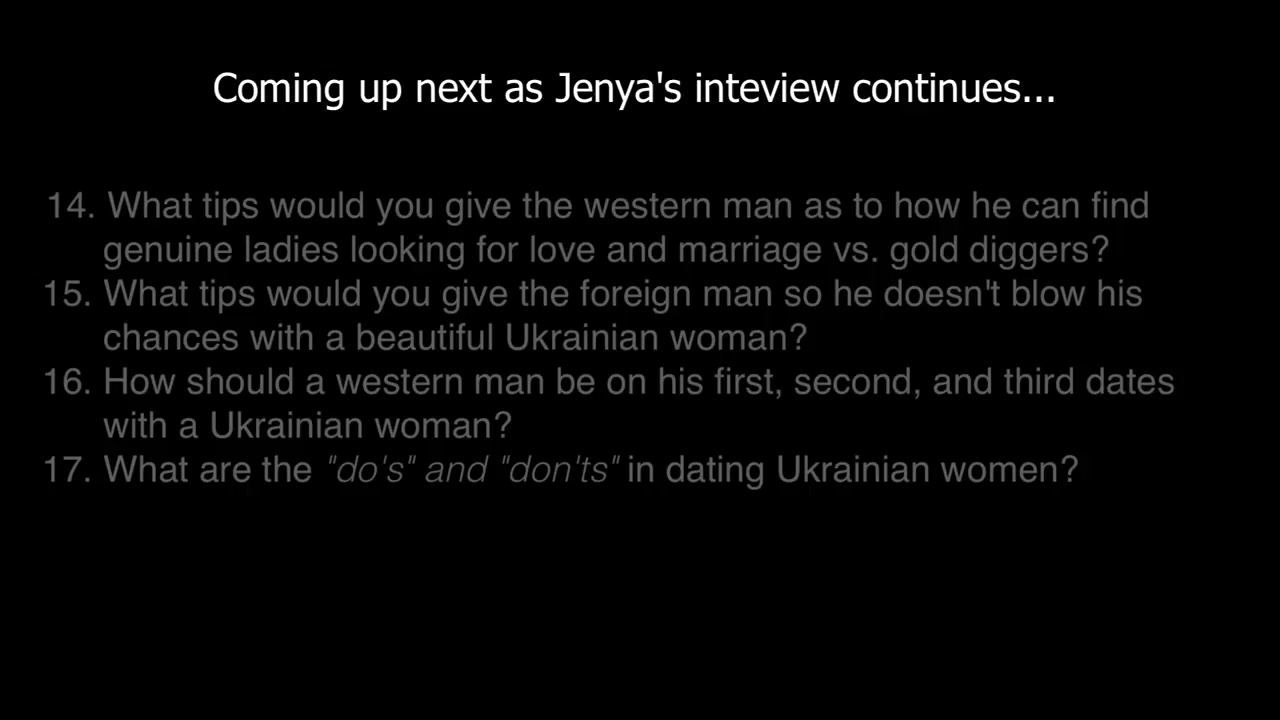 Coming up next as Jenya's inteview continues...
14. What tips would you give the western man as to how he can find
genuine ladies looking for love and marriage vs. gold diggers?
15. What tips would you give the foreign man so he doesn't blow his
chances with a beautiful Ukrainian woman?
16. How should a western man be on his first, second, and third dates
with a Ukrainian woman?
17. What are the "do's" and "don'ts" in dating Ukrainian women?